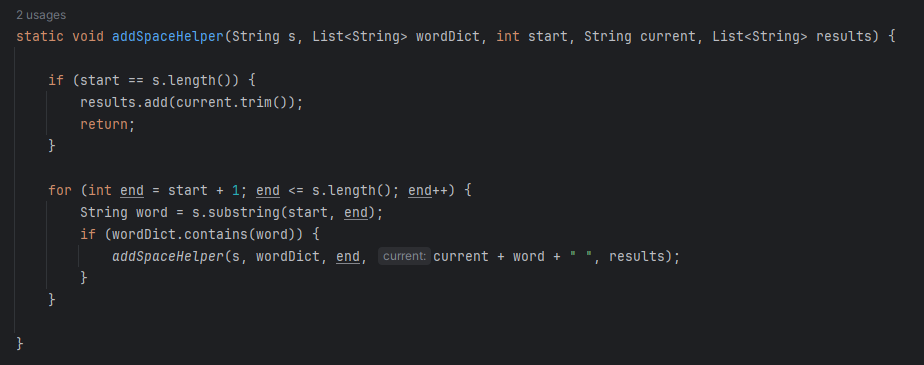 2 usages
static void addSpaceHelper(String s, List<String> wordDict, int start, String current, List<String> results) {
if (start == s.length()) {
results.add(current.trim());
return;
}
for (int end = start + 1; end <= s.length(); end++) {
String word = s.substring(start, end);
if (wordDict.contains(word)) {
addSpaceHelper(s, wordDict, end, current: current + word + " ", results);
}
}
}